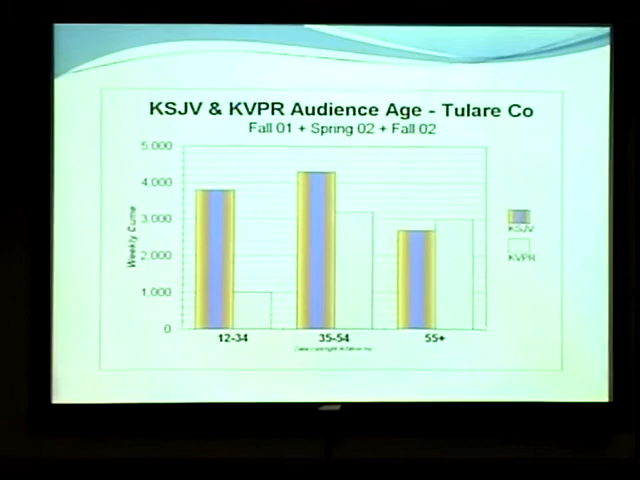 KSJV & KVPR Audience Age - Tulare Co
Fall 01 + Spring 02 + Fall 02
5,000
4,000
3,000
2,000
1,000
0
Weekly Cume
12-34
35-54
55+
KSJV
KVPR